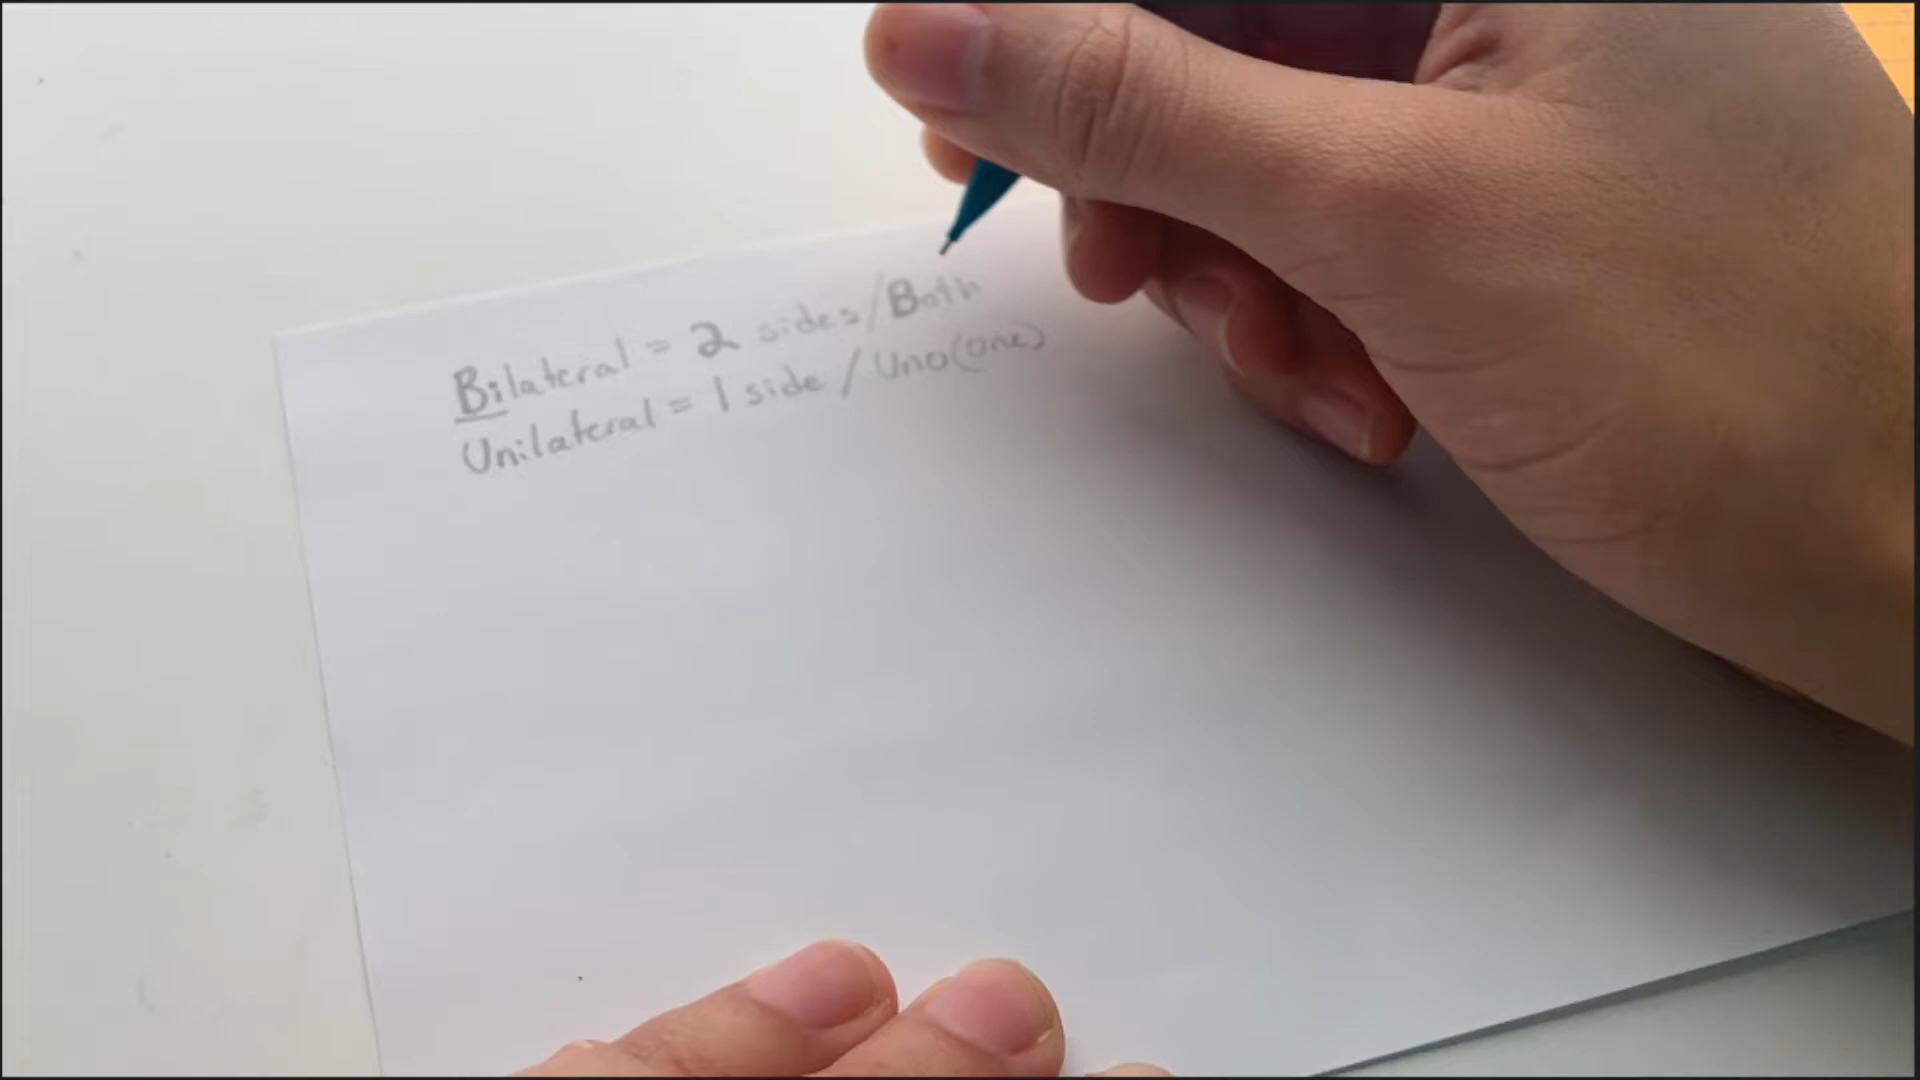 Bilateral = 2 sides/Both
Unilateral = 1 side / Uno(one)